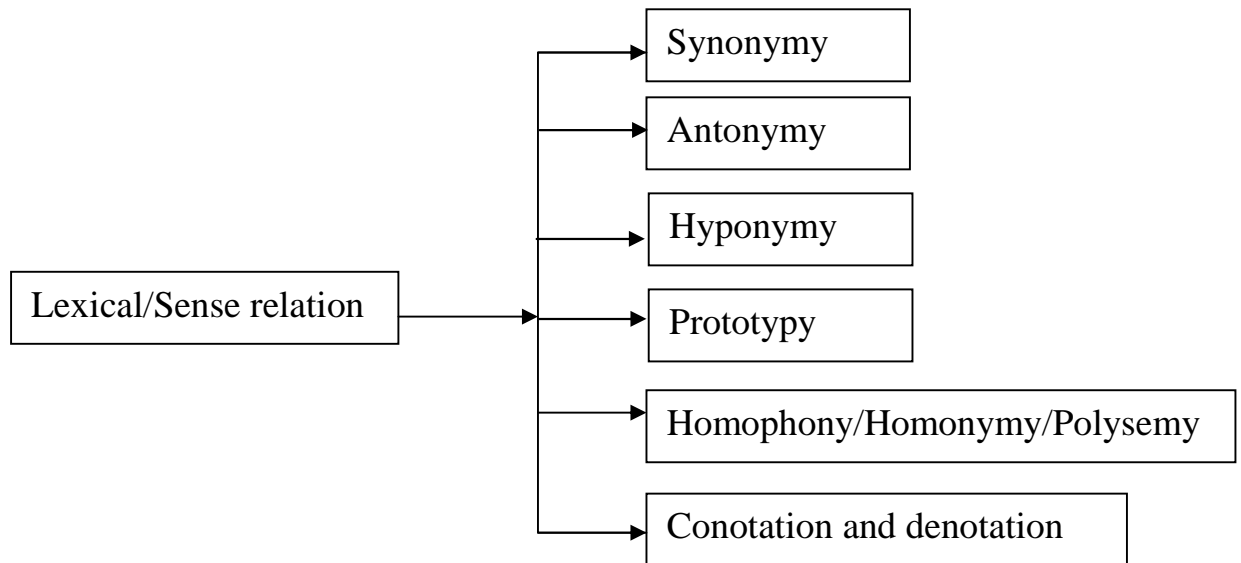 Synonymy
Antonymy
Hyponymy
Lexical/Sense relation
Prototypy
Homophony/Homonymy/Polysemy
Conotation and denotation